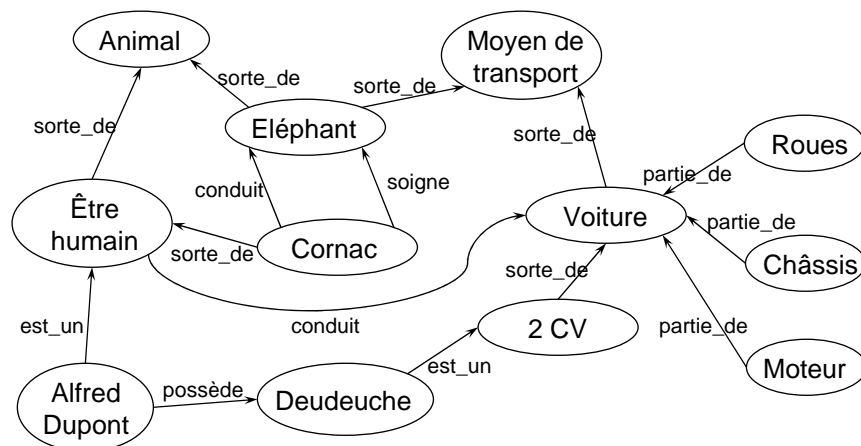 Animal
Moyen de
transport
sorte_de
sorte_de
Eléphant
sorte_de
sorte_de
Roues
conduit
soigne
partie_de
Être
humain
Voiture
sorte_de
Cornac
partie_de
Châssis
sorte_de
est_un
conduit
2 CV
partie_de
Alfred
Dupont
possède
Deudeuche
est_un
Moteur